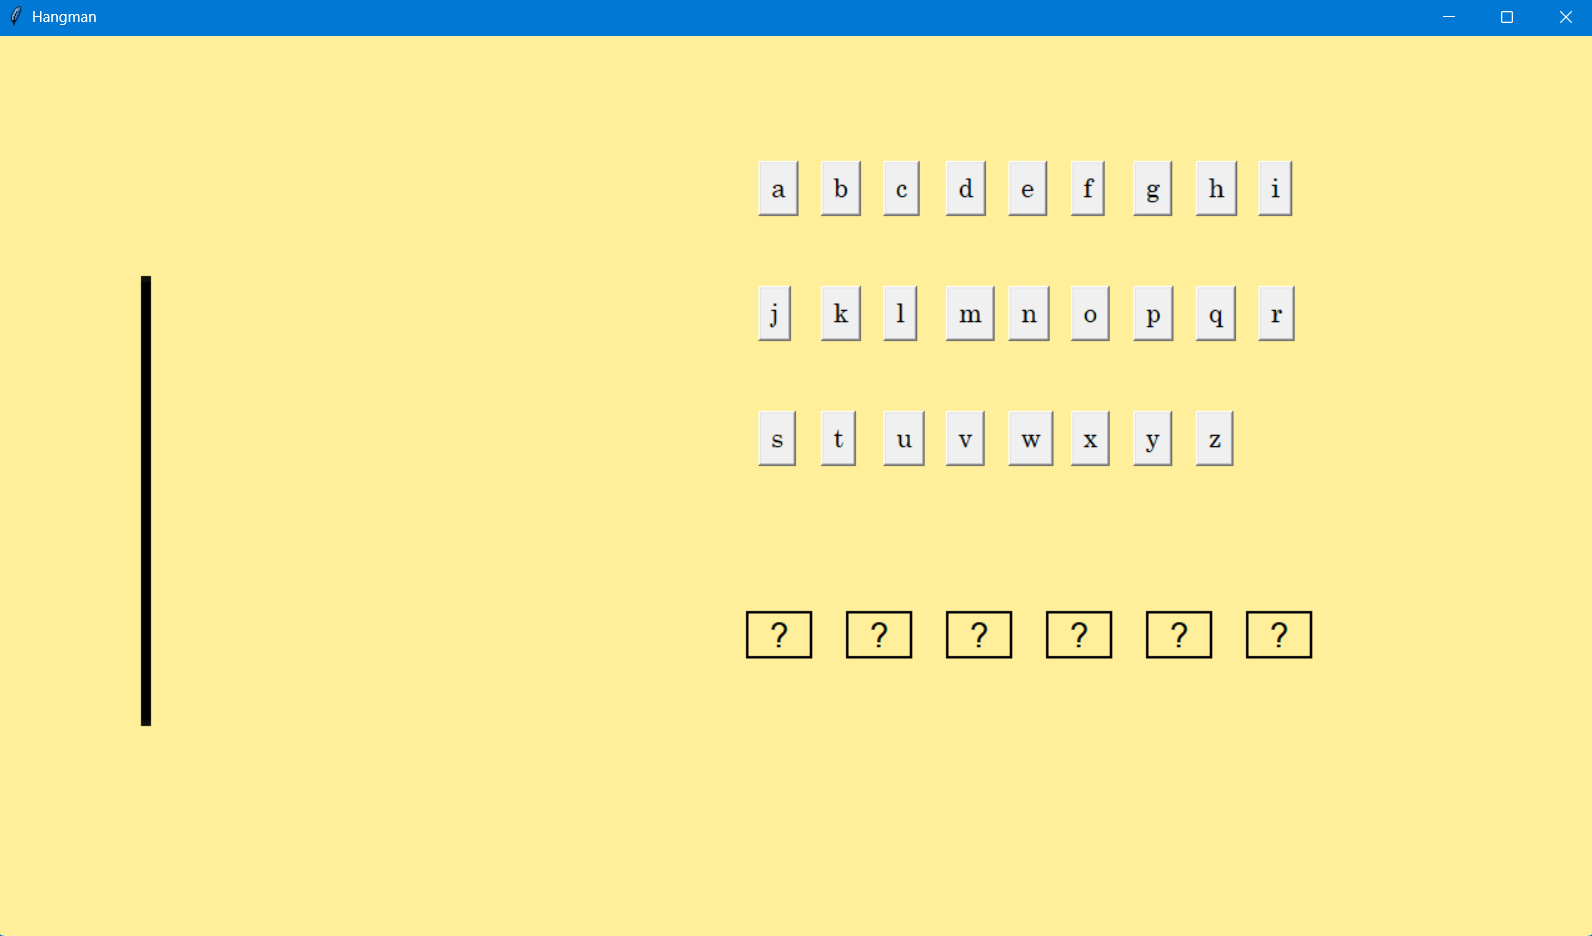 Hangman
a b c d e f g h i
j k l m n o p q r
s t u v w x y z
? ? ? ? ? ?